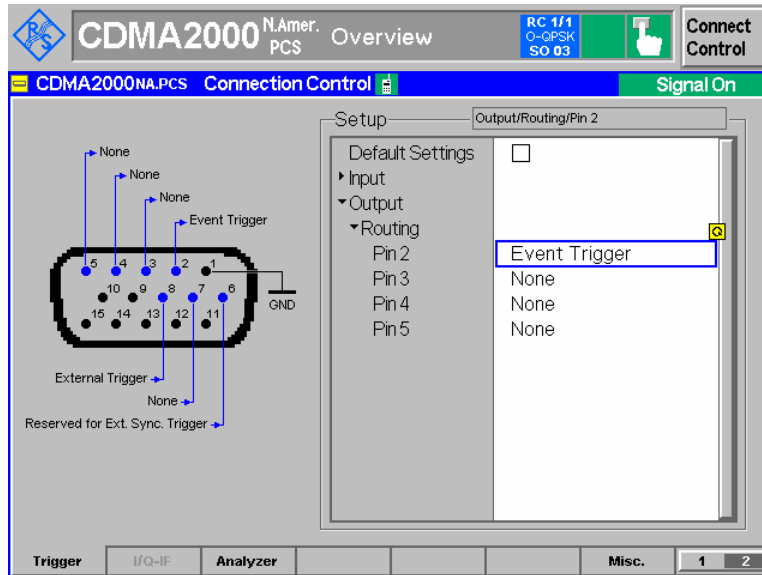 R&S
CDMA2000 N.Amer. PCS Overview
RC 1/1
O-QPSK
SO 03
Connect Control
CDMA2000 NA.PCS Connection Control
Signal On
Setup
Output/Routing/Pin 2
Default Settings
Input
Output
Routing
Pin 2 Event Trigger
Pin 3 None
Pin 4 None
Pin 5 None
None
None
None
Event Trigger
5 4 3 2 1
10 9 8 7 6
15 14 13 12 11
GND
External Trigger
None
Reserved for Ext. Sync. Trigger
Trigger I/Q-IF Analyzer Misc. 1 2